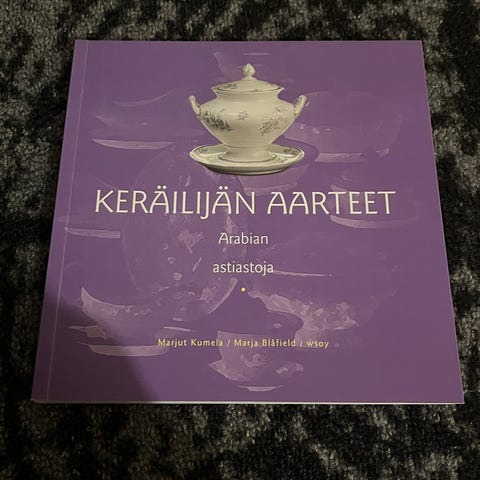 KERÄILIJÄN AARTEET
Arabian
astiastoja
Marjut Kumela / Marja Blåfield / wsoy